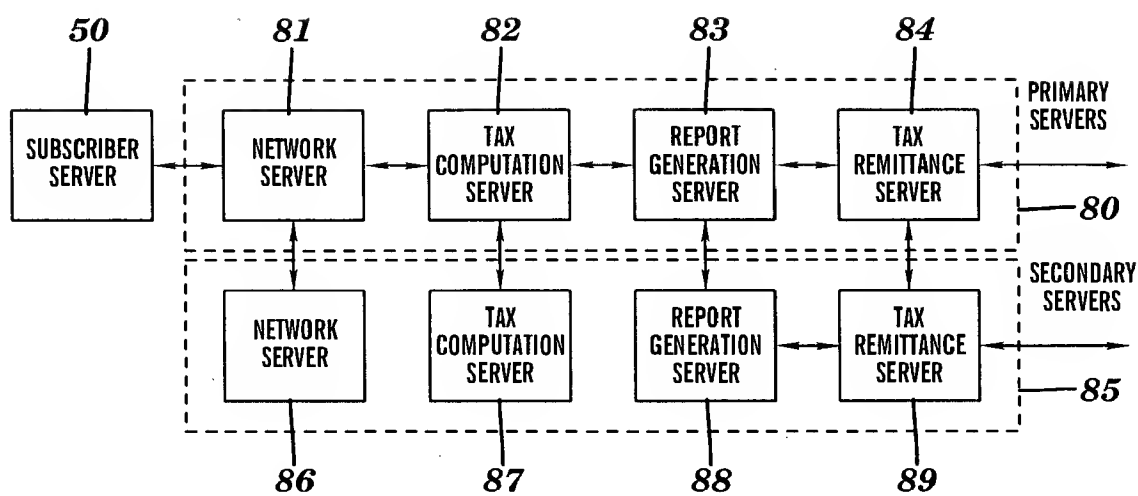 50
81
82
83
84
PRIMARY
SERVERS
SUBSCRIBER
SERVER
NETWORK
SERVER
TAX
COMPUTATION
SERVER
REPORT
GENERATION
SERVER
TAX
REMITTANCE
SERVER
80
SECONDARY
SERVERS
NETWORK
SERVER
TAX
COMPUTATION
SERVER
REPORT
GENERATION
SERVER
TAX
REMITTANCE
SERVER
85
86
87
88
89